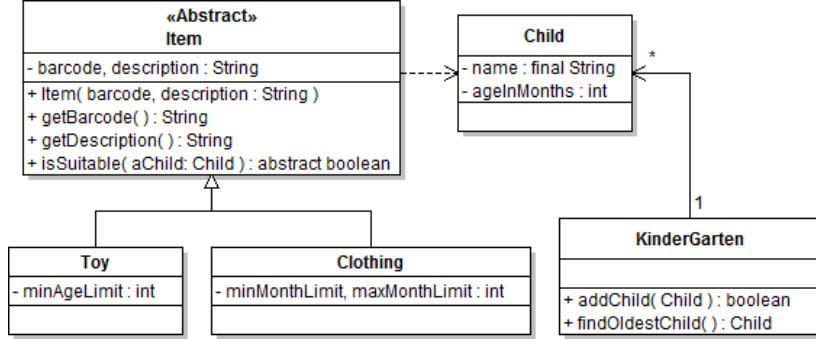 «Abstract»
Item
- barcode, description : String
+ Item( barcode, description : String )
+ getBarcode( ) : String
+ getDescription( ) : String
+ isSuitable( aChild: Child ) : abstract boolean
Child
- name : final String
- ageInMonths : int
*
1
Toy
- minAgeLimit : int
Clothing
- minMonthLimit, maxMonthLimit : int
KinderGarten
+ addChild( Child ) : boolean
+ findOldestChild( ) : Child